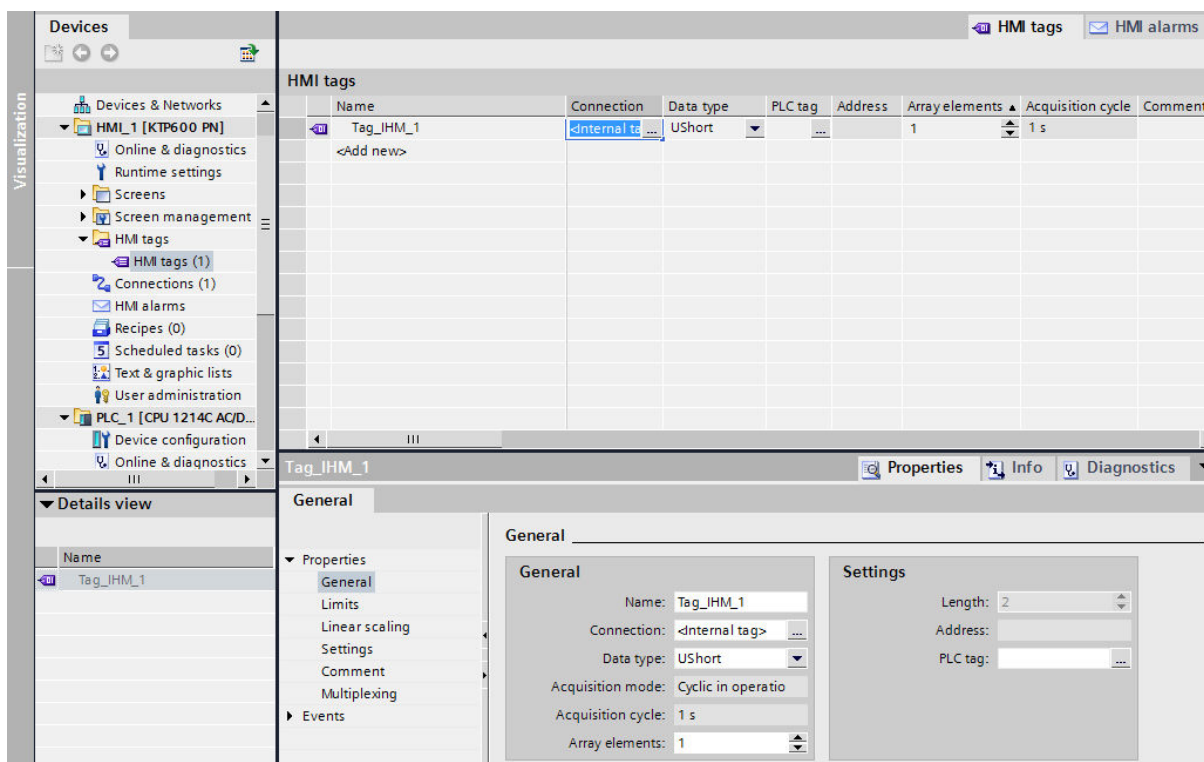 Devices
HMI tags
HMI alarms
Visualization
HMI tags
Devices & Networks
HMI_1 [KTP600 PN]
Online & diagnostics
Runtime settings
Screens
Screen management
HMI tags
HMI tags (1)
Connections (1)
HMI alarms
Recipes (0)
Scheduled tasks (0)
Text & graphic lists
User administration
PLC_1 [CPU 1214C AC/D...
Device configuration
Online & diagnostics
Name Connection Data type PLC tag Address Array elements Acquisition cycle Comment
Tag_IHM_1 <Internal ta ... UShort ... 1 1 s
<Add new>
Details view
Name
Tag_IHM_1
Tag_IHM_1
Properties
Info
Diagnostics
General
Properties
General
Limits
Linear scaling
Settings
Comment
Multiplexing
Events
General
General
Name: Tag_IHM_1
Connection: <Internal tag> ...
Data type: UShort
Acquisition mode: Cyclic in operatio
Acquisition cycle: 1 s
Array elements: 1
Settings
Length: 2
Address:
PLC tag: ...